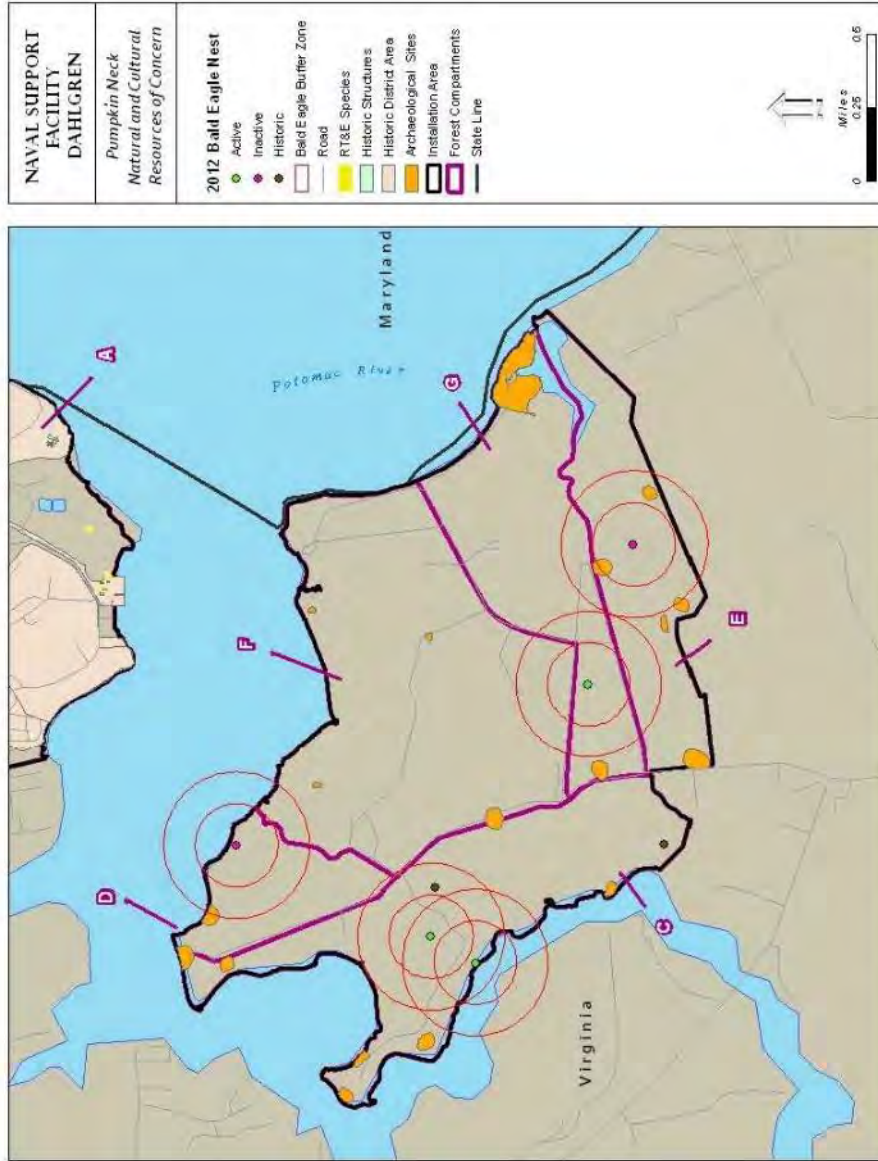 NAVAL SUPPORT
FACILITY
DAHLGREN
Pumpkin Neck
Natural and Cultural
Resources of Concern
2012 Bald Eagle Nest
Active
Inactive
Historic
Bald Eagle Buffer Zone
Road
RT&E Species
Historic Structures
Historic District Area
Archaeological Sites
Installation Area
Forest Compartments
State Line
0
0.25
0.5
Miles
A
Potomac River
Maryland
G
F
D
E
C
Virginia